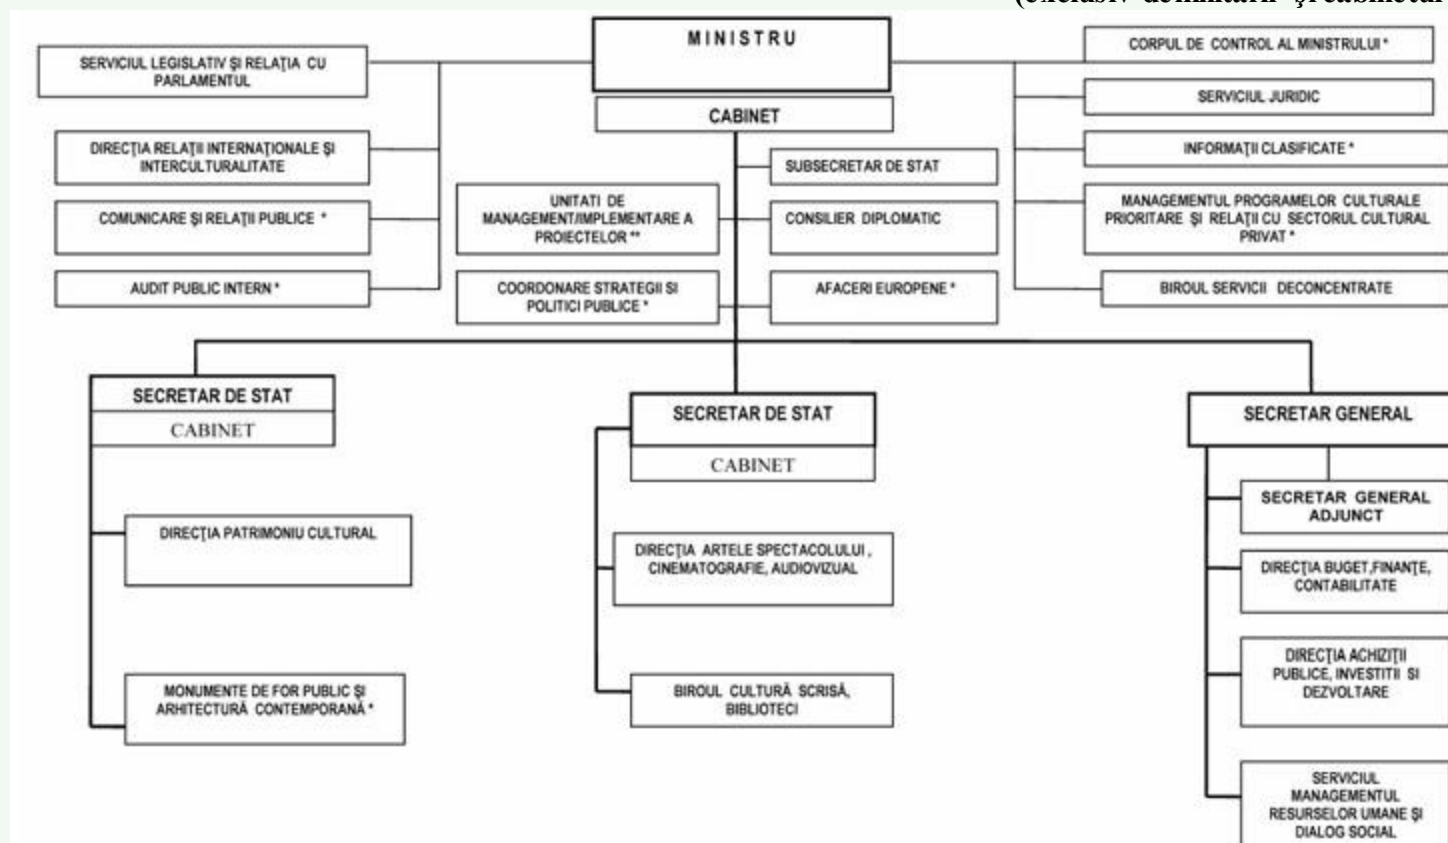 (exclusiv demnitarii şi cabinetul
MINISTRU
CABINET
SERVICIUL LEGISLATIV ŞI RELAŢIA CU
PARLAMENTUL
DIRECŢIA RELAŢII INTERNAŢIONALE ŞI
INTERCULTURALITATE
COMUNICARE ŞI RELAŢII PUBLICE *
AUDIT PUBLIC INTERN *
UNITATI DE
MANAGEMENT/IMPLEMENTARE A
PROIECTELOR **
COORDONARE STRATEGII SI
POLITICI PUBLICE *
SUBSECRETAR DE STAT
CONSILIER DIPLOMATIC
AFACERI EUROPENE *
CORPUL DE CONTROL AL MINISTRULUI *
SERVICIUL JURIDIC
INFORMAŢII CLASIFICATE *
MANAGEMENTUL PROGRAMELOR CULTURALE
PRIORITARE ŞI RELAŢII CU SECTORUL CULTURAL
PRIVAT *
BIROUL SERVICII DECONCENTRATE
SECRETAR DE STAT
CABINET
DIRECŢIA PATRIMONIU CULTURAL
MONUMENTE DE FOR PUBLIC ŞI
ARHITECTURĂ CONTEMPORANĂ *
SECRETAR DE STAT
CABINET
DIRECŢIA ARTELE SPECTACOLULUI ,
CINEMATOGRAFIE, AUDIOVIZUAL
BIROUL CULTURĂ SCRISĂ,
BIBLIOTECI
SECRETAR GENERAL
SECRETAR GENERAL
ADJUNCT
DIRECŢIA BUGET,FINANŢE,
CONTABILITATE
DIRECŢIA ACHIZIŢII
PUBLICE, INVESTITII SI
DEZVOLTARE
SERVICIUL
MANAGEMENTUL
RESURSELOR UMANE ŞI
DIALOG SOCIAL